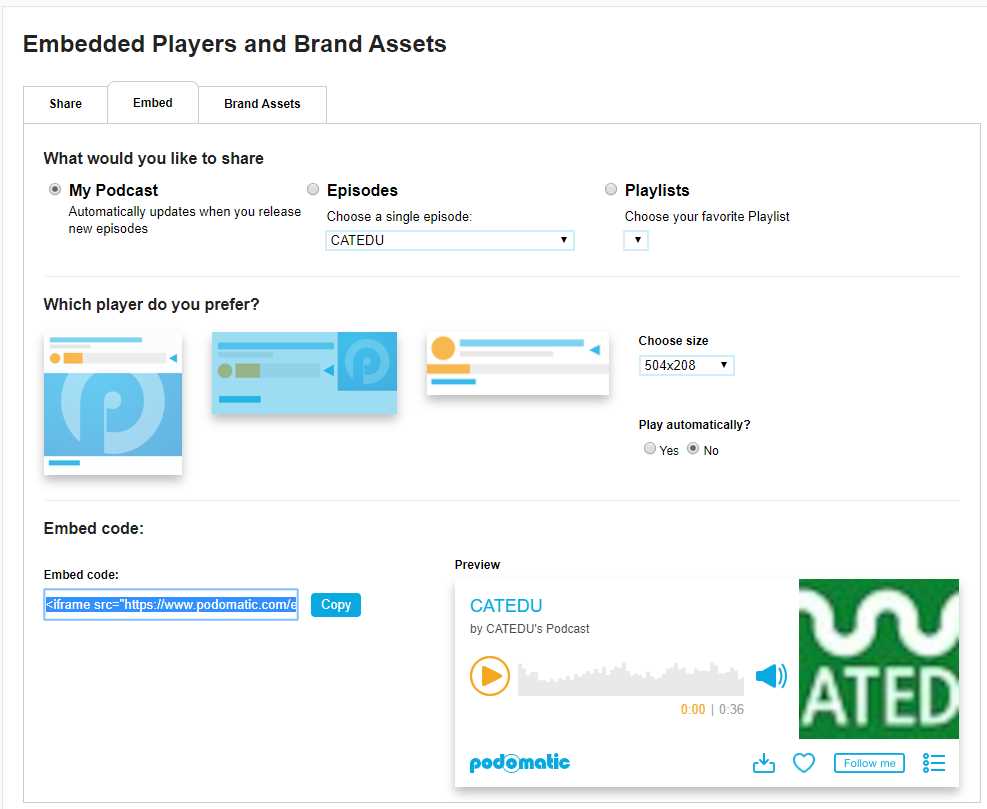 Embedded Players and Brand Assets
Share
Embed
Brand Assets
What would you like to share
My Podcast
Automatically updates when you release
new episodes
Episodes
Choose a single episode:
CATEDU
Playlists
Choose your favorite Playlist
Which player do you prefer?
Choose size
504x208
Play automatically?
Yes
No
Embed code:
Embed code:
<iframe src="https://www.podomatic.com/e
Copy
Preview
CATEDU
by CATEDU's Podcast
0:00 | 0:36
ATED
podomatic
Follow me